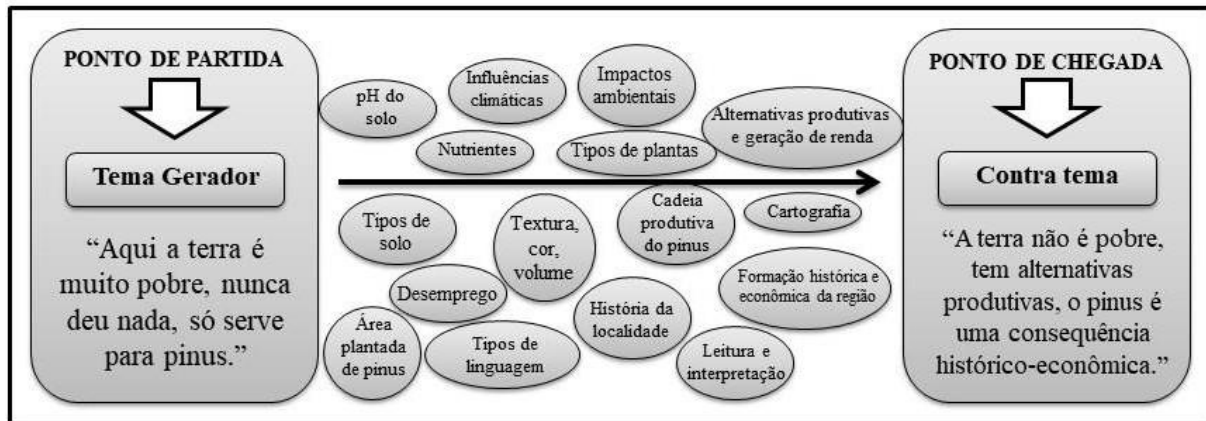 PONTO DE PARTIDA
Tema Gerador
“Aqui a terra é
muito pobre, nunca
deu nada, só serve
para pinus.”
pH do
solo
Influências
climáticas
Impactos
ambientais
Alternativas produtivas
e geração de renda
Nutrientes
Tipos de plantas
Tipos de
solo
Textura,
cor,
volume
Cadeia
produtiva
do pinus
Cartografia
Desemprego
História da
localidade
Formação histórica e
econômica da região
Área
plantada
de pinus
Tipos de
linguagem
Leitura e
interpretação
PONTO DE CHEGADA
Contra tema
“A terra não é pobre,
tem alternativas
produtivas, o pinus é
uma consequência
histórico-econômica.”